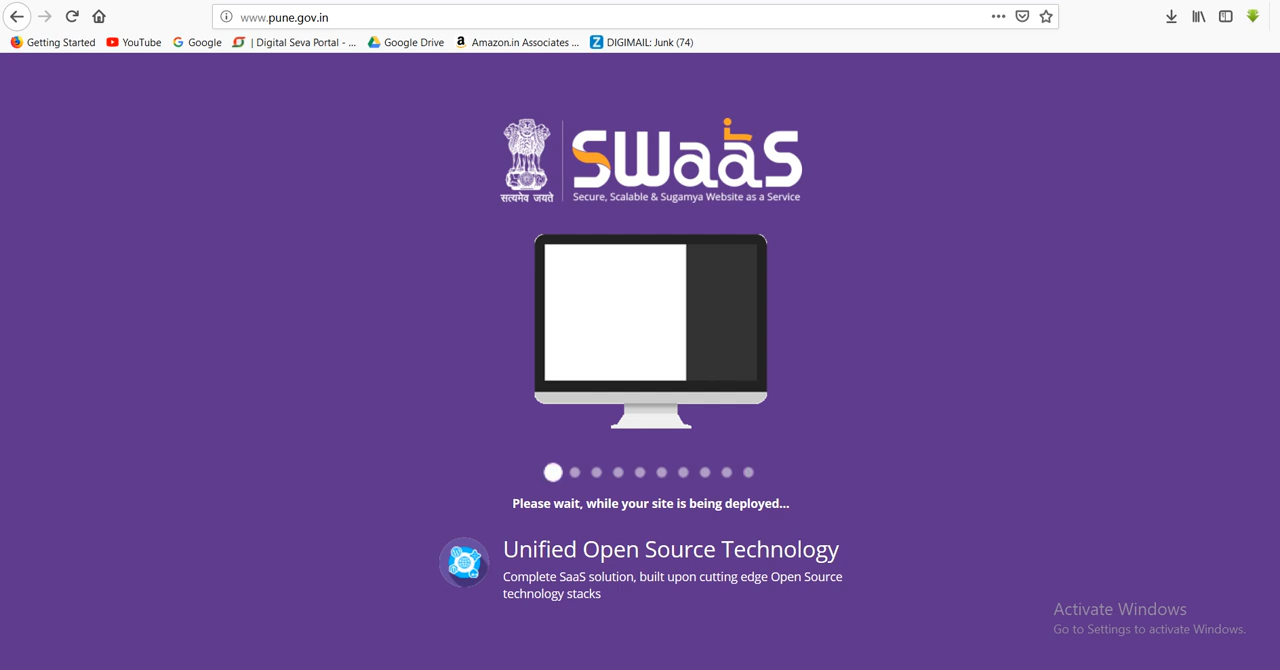 www.pune.gov.in
Getting Started YouTube Google | Digital Seva Portal - ... Google Drive Amazon.in Associates ... DIGIMAIL: Junk (74)
SWaaS
सत्यमेव जयते
Secure, Scalable & Sugamya Website as a Service
Please wait, while your site is being deployed...
Unified Open Source Technology
Complete SaaS solution, built upon cutting edge Open Source
technology stacks
Activate Windows
Go to Settings to activate Windows.